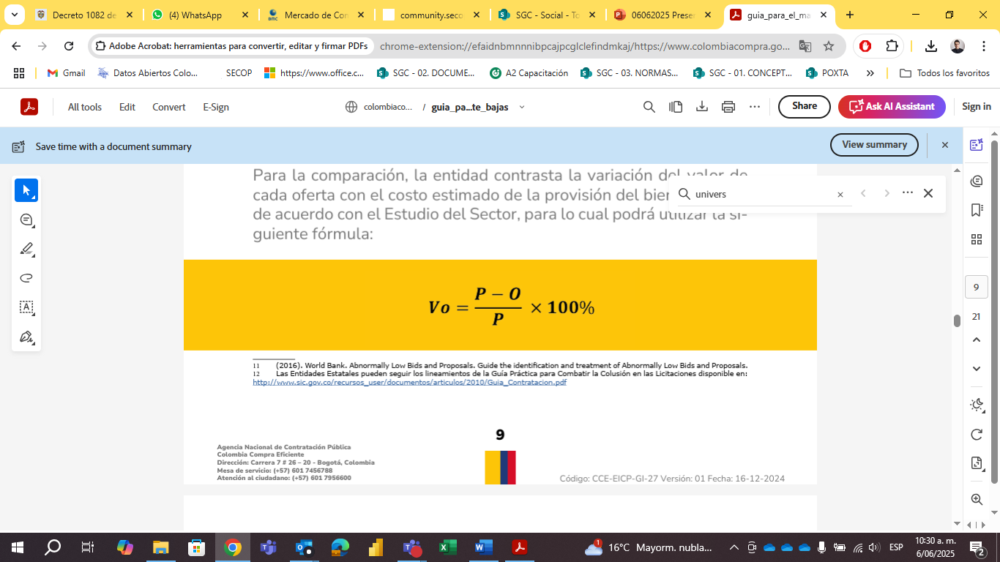 Decreto 1082 de
(4) WhatsApp
Mercado de Con
community.seco
SGC - Social - To
06062025 Presen
guia_para_el_ma
Adobe Acrobat: herramientas para convertir, editar y firmar PDFs
chrome-extension://efaidnbmnnnibpcajpcglclefindmkaj/https://www.colombiacompra.go...
Gmail
Datos Abiertos Colo...
SECOP
https://www.office.c...
SGC - 02. DOCUME...
A2 Capacitación
SGC - 03. NORMAS...
SGC - 01. CONCEPT...
POXTA
Todos los favoritos
All tools
Edit
Convert
E-Sign
colombiaco... / guia_pa...te_bajas
Share
Ask AI Assistant
Sign in
Save time with a document summary
View summary
univers
Para la comparación, la entidad contrasta la variación del valor de
cada oferta con el costo estimado de la provisión del bien
de acuerdo con el Estudio del Sector, para lo cual podrá utilizar la si-
guiente fórmula:
Vo = P − O / P × 100%
11 (2016). World Bank. Abnormally Low Bids and Proposals. Guide the identification and treatment of Abnormally Low Bids and Proposals.
12 Las Entidades Estatales pueden seguir los lineamientos de la Guía Práctica para Combatir la Colusión en las Licitaciones disponible en:
http://www.sic.gov.co/recursos_user/documentos/articulos/2010/Guia_Contratacion.pdf
9
Agencia Nacional de Contratación Pública
Colombia Compra Eficiente
Dirección: Carrera 7 # 26 – 20 - Bogotá, Colombia
Mesa de servicio: (+57) 601 7456788
Atención al ciudadano: (+57) 601 7956600
Código: CCE-EICP-GI-27 Versión: 01 Fecha: 16-12-2024
9
21
1
16°C Mayorm. nubla...
ESP
10:30 a. m.
6/06/2025
2